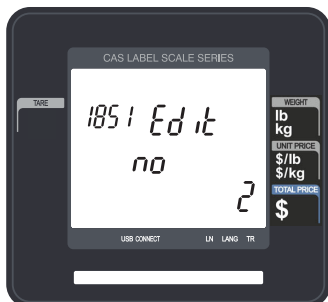 CAS LABEL SCALE SERIES
TARE
1851 Edit
no
2
WEIGHT
lb
kg
UNIT PRICE
$/lb
$/kg
TOTAL PRICE
$
USB CONNECT LN LANG TR